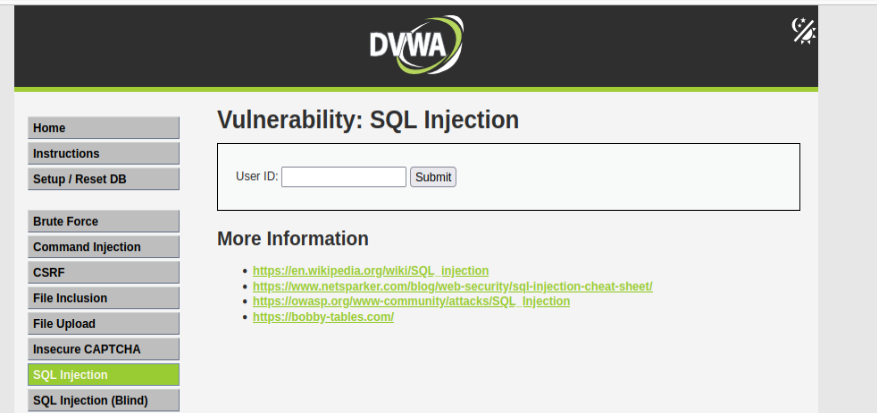 DVWA
Vulnerability: SQL Injection
Home
Instructions
Setup / Reset DB
Brute Force
Command Injection
CSRF
File Inclusion
File Upload
Insecure CAPTCHA
SQL Injection
SQL Injection (Blind)
User ID: Submit
More Information
https://en.wikipedia.org/wiki/SQL_injection
https://www.netsparker.com/blog/web-security/sql-injection-cheat-sheet/
https://owasp.org/www-community/attacks/SQL_Injection
https://bobby-tables.com/